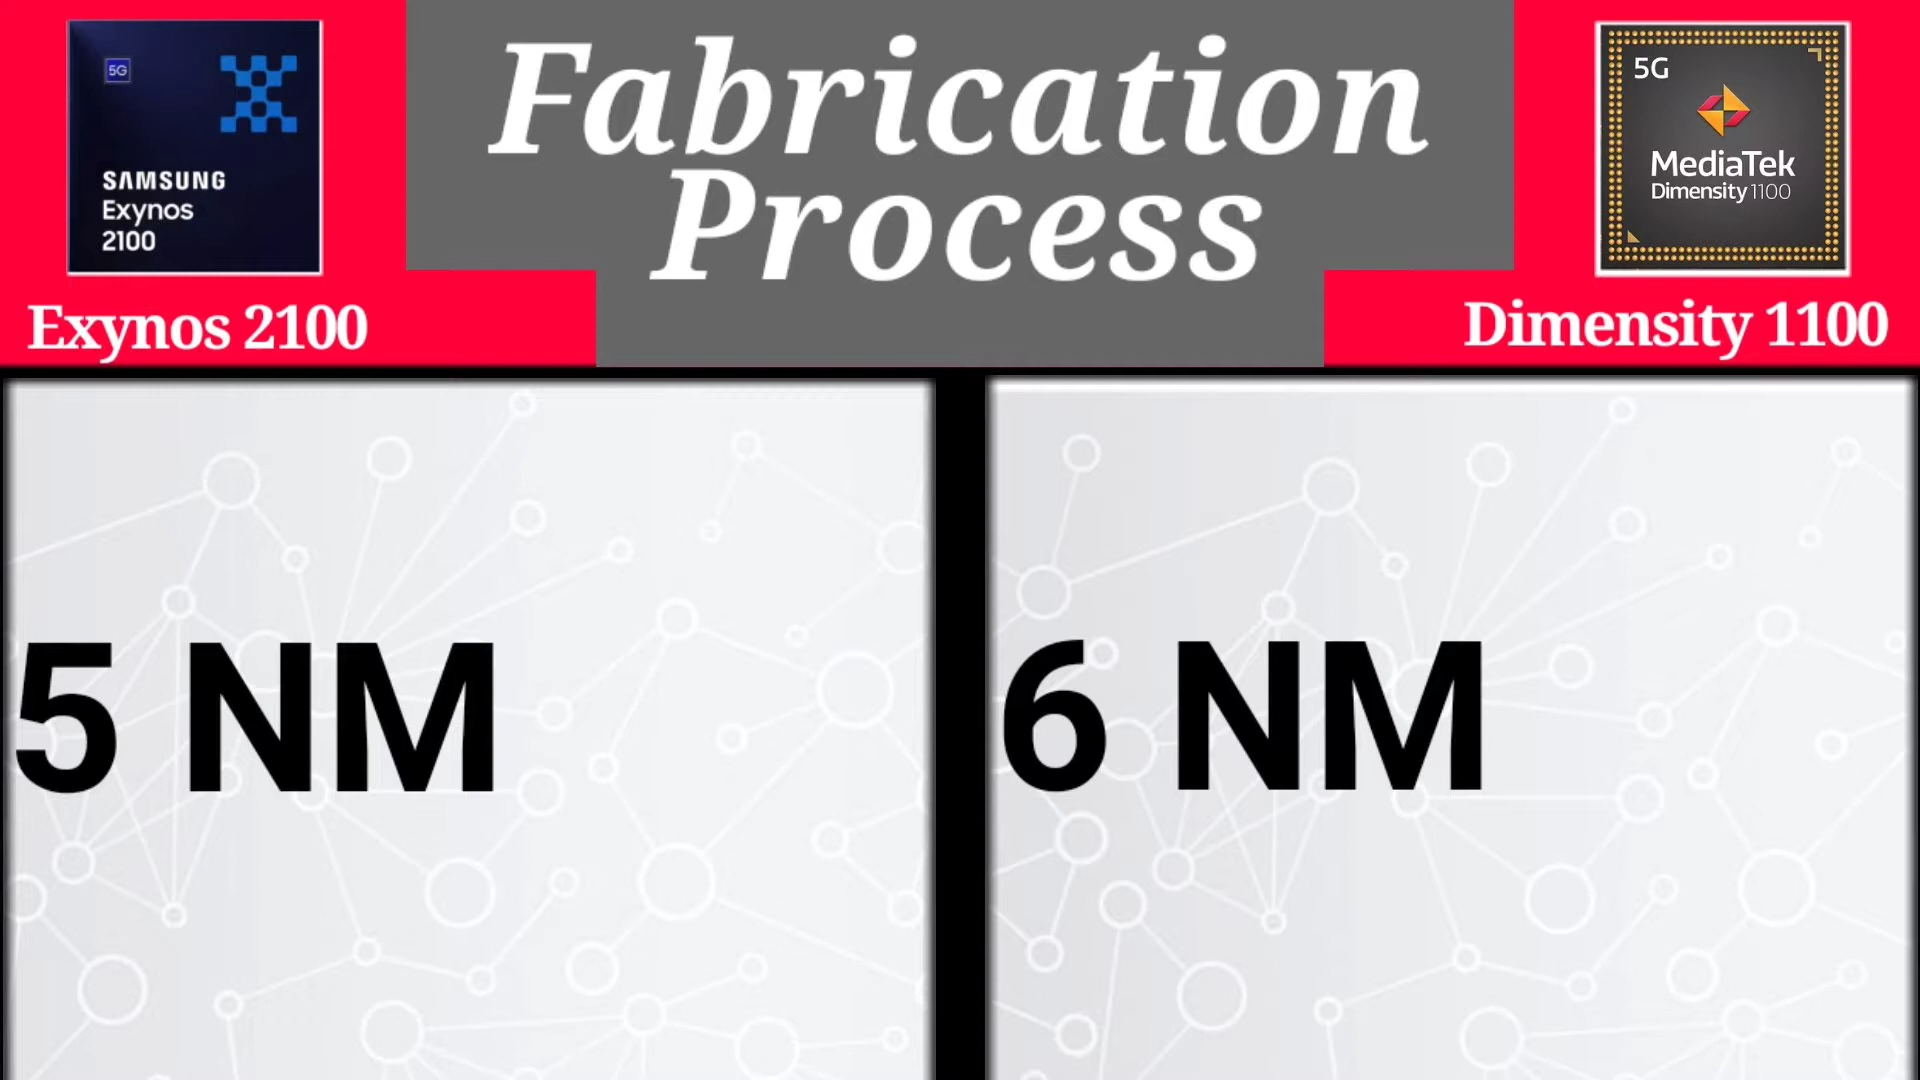 5G
SAMSUNG
Exynos
2100
Exynos 2100
Fabrication
Process
5G
MediaTek
Dimensity 1100
Dimensity 1100
5 NM
6 NM